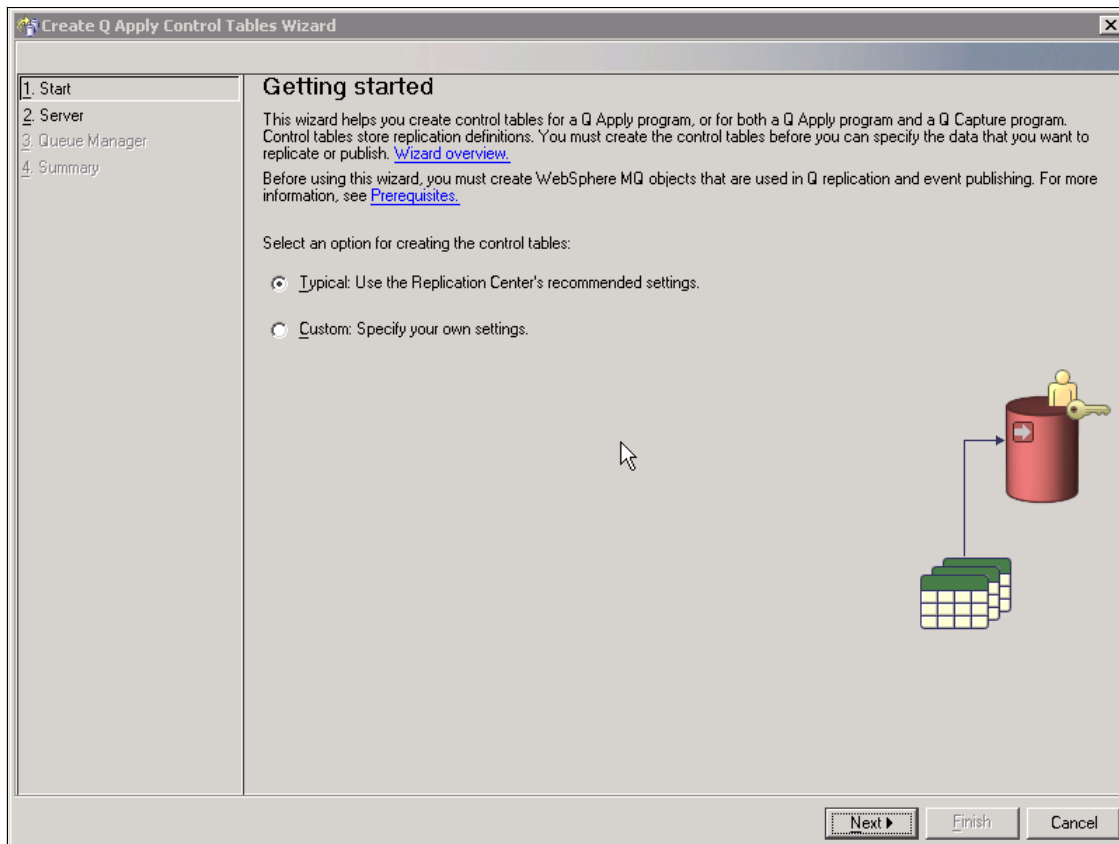 Create Q Apply Control Tables Wizard
1. Start
2. Server
3. Queue Manager
4. Summary
Getting started
This wizard helps you create control tables for a Q Apply program, or for both a Q Apply program and a Q Capture program.
Control tables store replication definitions. You must create the control tables before you can specify the data that you want to
replicate or publish. Wizard overview.
Before using this wizard, you must create WebSphere MQ objects that are used in Q replication and event publishing. For more
information, see Prerequisites.
Select an option for creating the control tables:
Typical: Use the Replication Center's recommended settings.
Custom: Specify your own settings.
Next
Finish
Cancel